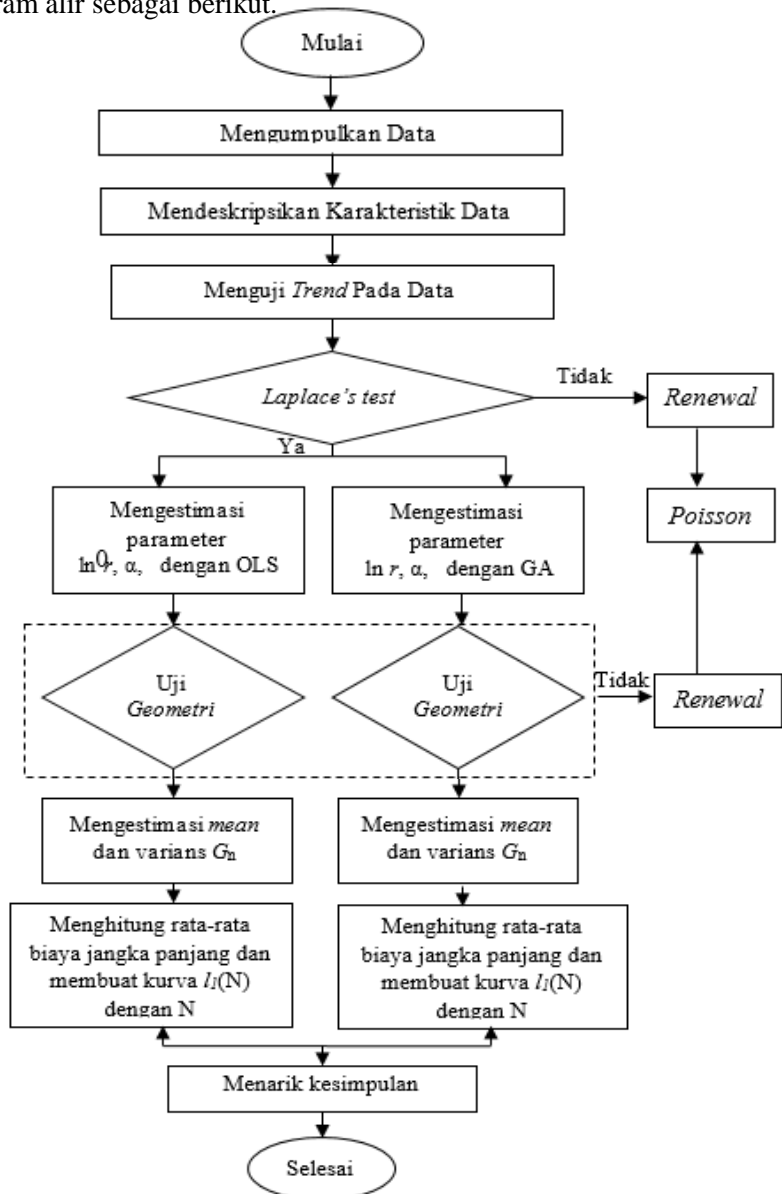 ram alir sebagai berikut.
Mulai
Mengumpulkan Data
Mendeskripsikan Karakteristik Data
Menguji Trend Pada Data
Laplace's test
Tidak
Renewal
Ya
Poisson
Mengestimasi
parameter
ln r, α, dengan OLS
Mengestimasi
parameter
ln r, α, dengan GA
Uji
Geometri
Uji
Geometri
Tidak
Renewal
Mengestimasi mean
dan varians Gn
Mengestimasi mean
dan varians Gn
Menghitung rata-rata
biaya jangka panjang dan
membuat kurva l1(N)
dengan N
Menghitung rata-rata
biaya jangka panjang dan
membuat kurva l1(N)
dengan N
Menarik kesimpulan
Selesai